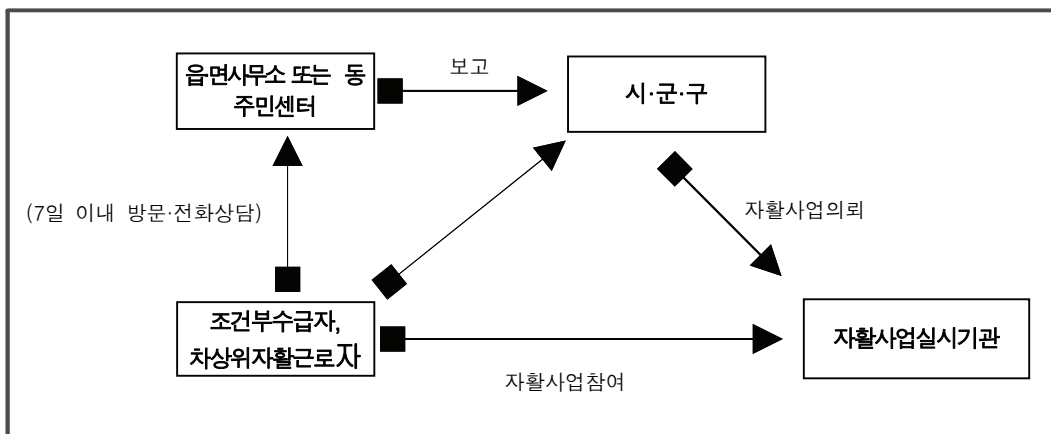 읍면사무소 또는 동
주민센터
보고
시·군·구
(7일 이내 방문·전화상담)
자활사업의뢰
조건부수급자,
차상위자활근로자
자활사업실시기관
자활사업참여